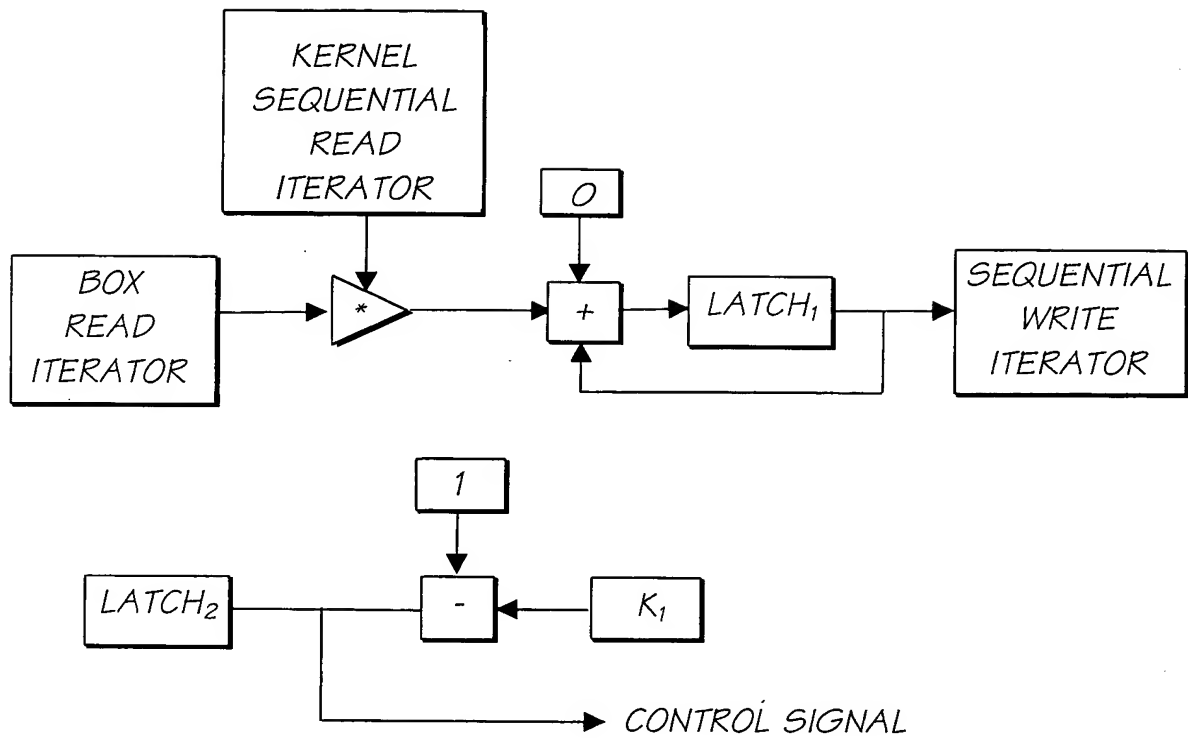 KERNEL
SEQUENTIAL
READ
ITERATOR
0
BOX
READ
ITERATOR
*
+
LATCH₁
SEQUENTIAL
WRITE
ITERATOR
1
LATCH₂
-
K₁
CONTROL SIGNAL